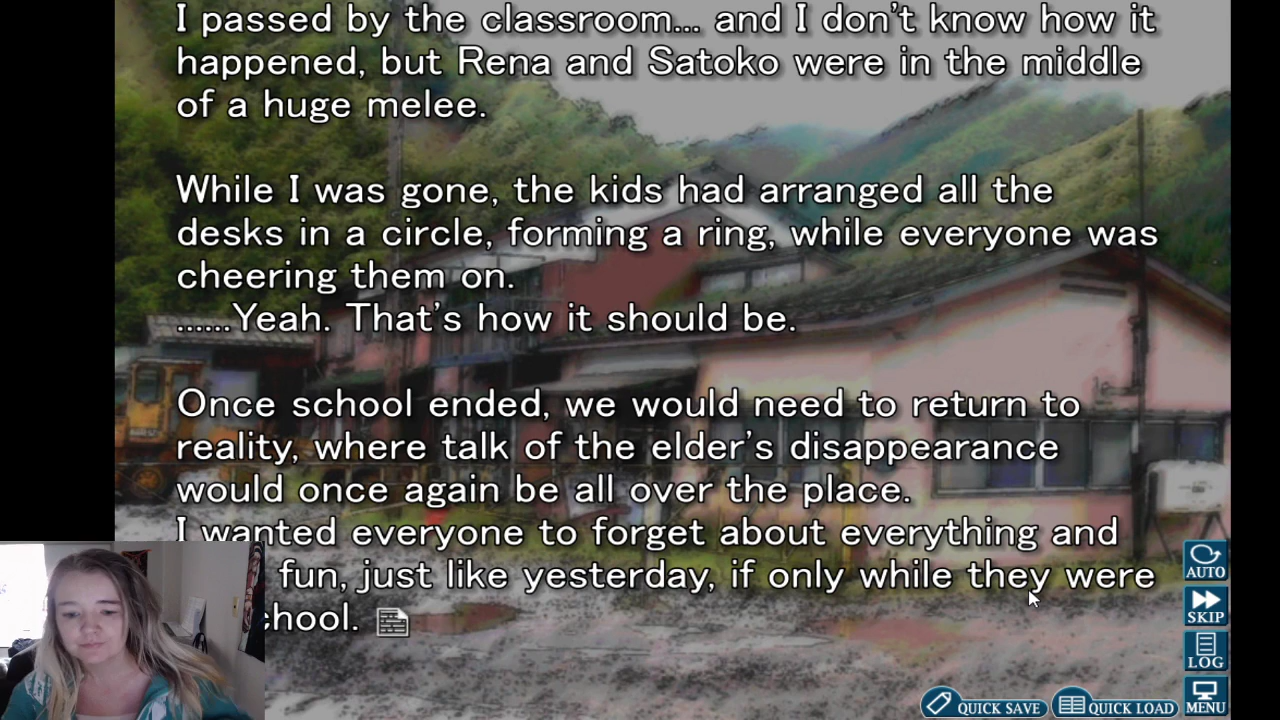 I passed by the classroom... and I don't know how it
happened, but Rena and Satoko were in the middle
of a huge melee.
While I was gone, the kids had arranged all the
desks in a circle, forming a ring, while everyone was
cheering them on.
......Yeah. That's how it should be.
Once school ended, we would need to return to
reality, where talk of the elder's disappearance
would once again be all over the place.
I wanted everyone to forget about everything and
fun, just like yesterday, if only while they were
chool.
AUTO
SKIP
LOG
MENU
QUICK SAVE QUICK LOAD